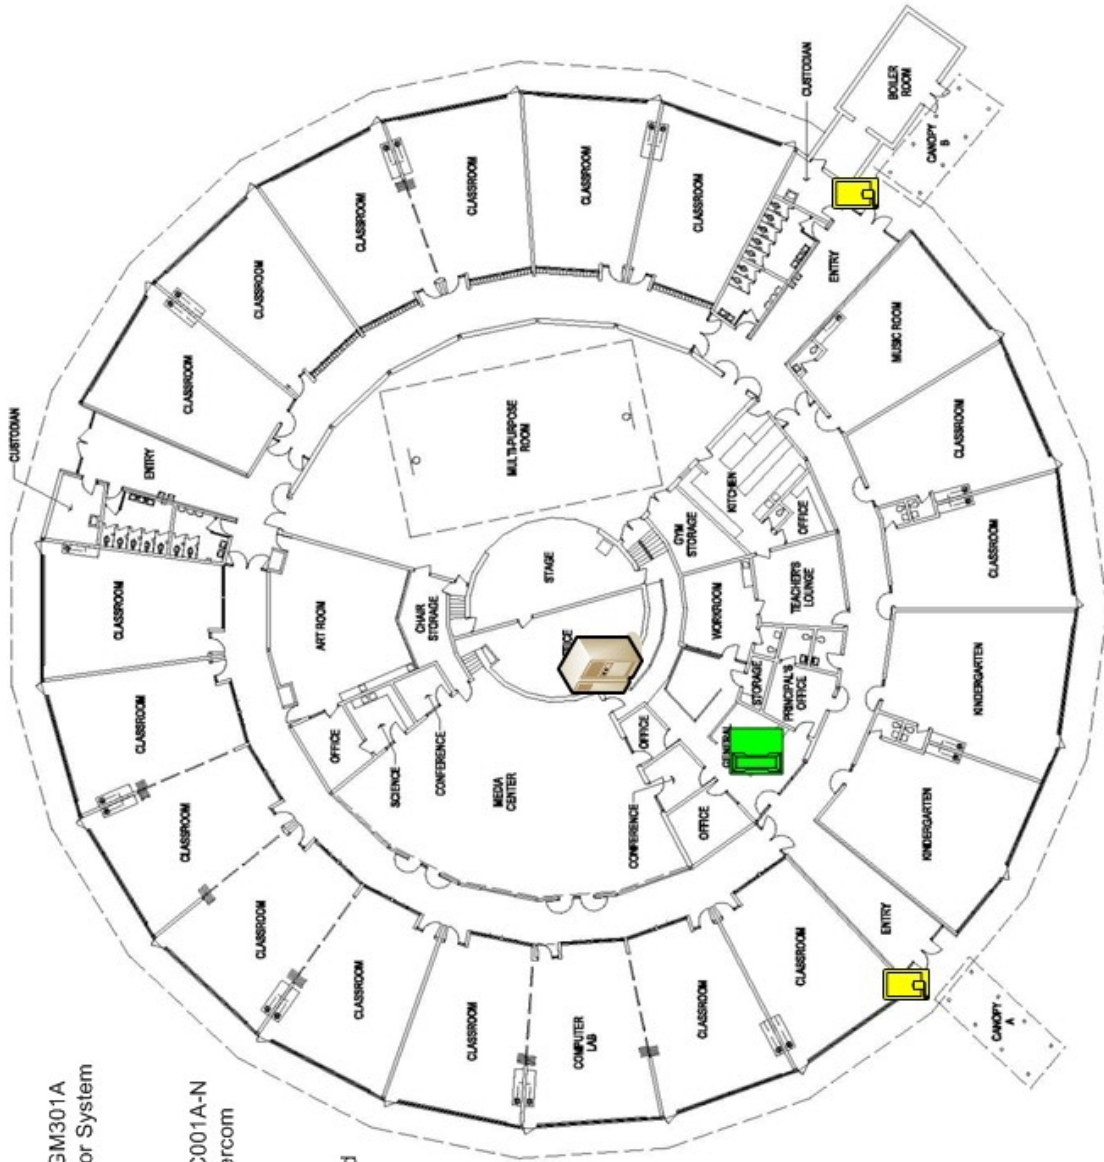 CUSTODIAN
BOILER
ROOM
CANOPY
B
CLASSROOM
CLASSROOM
CLASSROOM
CLASSROOM
CLASSROOM
CLASSROOM
ENTRY
MUSIC ROOM
CUSTODIAN
ENTRY
MULTI-PURPOSE
ROOM
KITCHEN
OFFICE
GYM
STORAGE
CLASSROOM
CLASSROOM
STAGE
TEACHER'S
LOUNGE
WORKROOM
CHAIR
STORAGE
ART ROOM
CLASSROOM
STORAGE
PRINCIPAL'S
OFFICE
KINDERGARTEN
GENERAL
OFFICE
OFFICE
SCIENCE
CONFERENCE
MEDIA
CENTER
CLASSROOM
CLASSROOM
CONFERENCE
OFFICE
KINDERGARTEN
CLASSROOM
CLASSROOM
CLASSROOM
COMPUTER
LAB
CLASSROOM
CLASSROOM
ENTRY
CANOPY
A
GM301A
or System
C001A-N
ercom
d